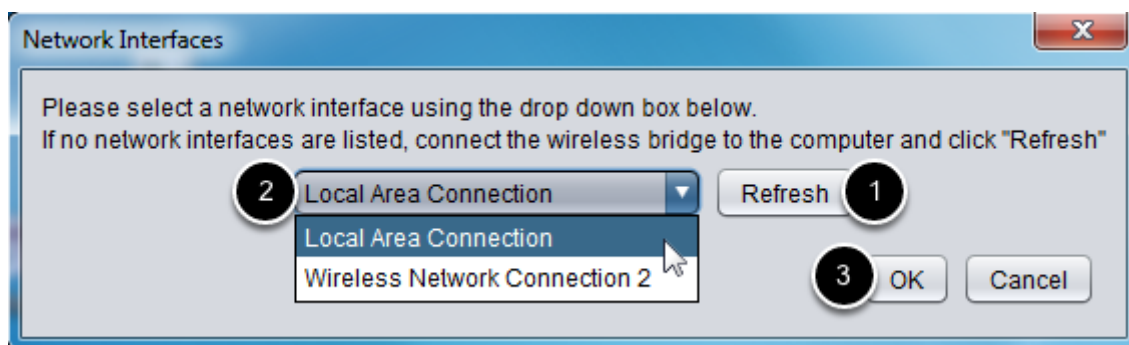 Network Interfaces
X
Please select a network interface using the drop down box below.
If no network interfaces are listed, connect the wireless bridge to the computer and click "Refresh"
2 Local Area Connection Refresh 1
Local Area Connection
Wireless Network Connection 2
3 OK Cancel